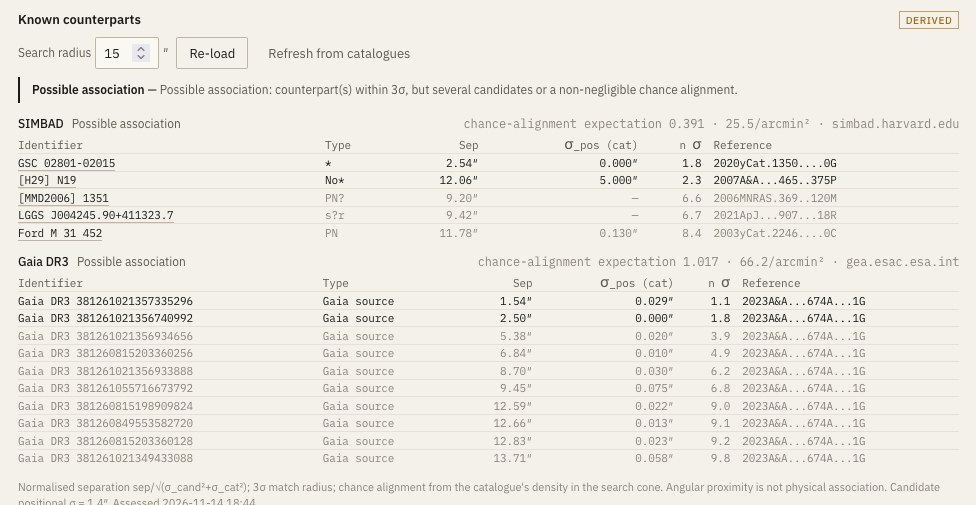 Known counterparts DERIVED
Search radius 15 ″ Re-load Refresh from catalogues
Possible association — Possible association: counterpart(s) within 3σ, but several candidates or a non-negligible chance alignment.
SIMBAD Possible association chance-alignment expectation 0.391 · 25.5/arcmin² · simbad.harvard.edu
Identifier Type Sep σ_pos (cat) n σ Reference
GSC 02801-02015 * 2.54″ 0.000″ 1.8 2020yCat.1350....0G
[H29] N19 No* 12.06″ 5.000″ 2.3 2007A&A...465..375P
[MMD2006] 1351 PN? 9.20″ — 6.6 2006MNRAS.369..120M
LGGS J004245.90+411323.7 s?r 9.42″ — 6.7 2021ApJ...907...18R
Ford M 31 452 PN 11.78″ 0.130″ 8.4 2003yCat.2246....0C
Gaia DR3 Possible association chance-alignment expectation 1.017 · 66.2/arcmin² · gea.esac.esa.int
Identifier Type Sep σ_pos (cat) n σ Reference
Gaia DR3 381261021357335296 Gaia source 1.54″ 0.029″ 1.1 2023A&A...674A...1G
Gaia DR3 381261021356740992 Gaia source 2.50″ 0.000″ 1.8 2023A&A...674A...1G
Gaia DR3 381261021356934656 Gaia source 5.38″ 0.020″ 3.9 2023A&A...674A...1G
Gaia DR3 381260815203360256 Gaia source 6.84″ 0.010″ 4.9 2023A&A...674A...1G
Gaia DR3 381261021356933888 Gaia source 8.70″ 0.030″ 6.2 2023A&A...674A...1G
Gaia DR3 381261055716673792 Gaia source 9.45″ 0.075″ 6.8 2023A&A...674A...1G
Gaia DR3 381260815198909824 Gaia source 12.59″ 0.022″ 9.0 2023A&A...674A...1G
Gaia DR3 381260849553582720 Gaia source 12.66″ 0.013″ 9.1 2023A&A...674A...1G
Gaia DR3 381260815203360128 Gaia source 12.83″ 0.023″ 9.2 2023A&A...674A...1G
Gaia DR3 381261021349433088 Gaia source 13.71″ 0.058″ 9.8 2023A&A...674A...1G
Normalised separation sep/√(σ_cand²+σ_cat²); 3σ match radius; chance alignment from the catalogue's density in the search cone. Angular proximity is not physical association. Candidate
positional σ = 1.4″. Assessed 2026-11-14 18:44.